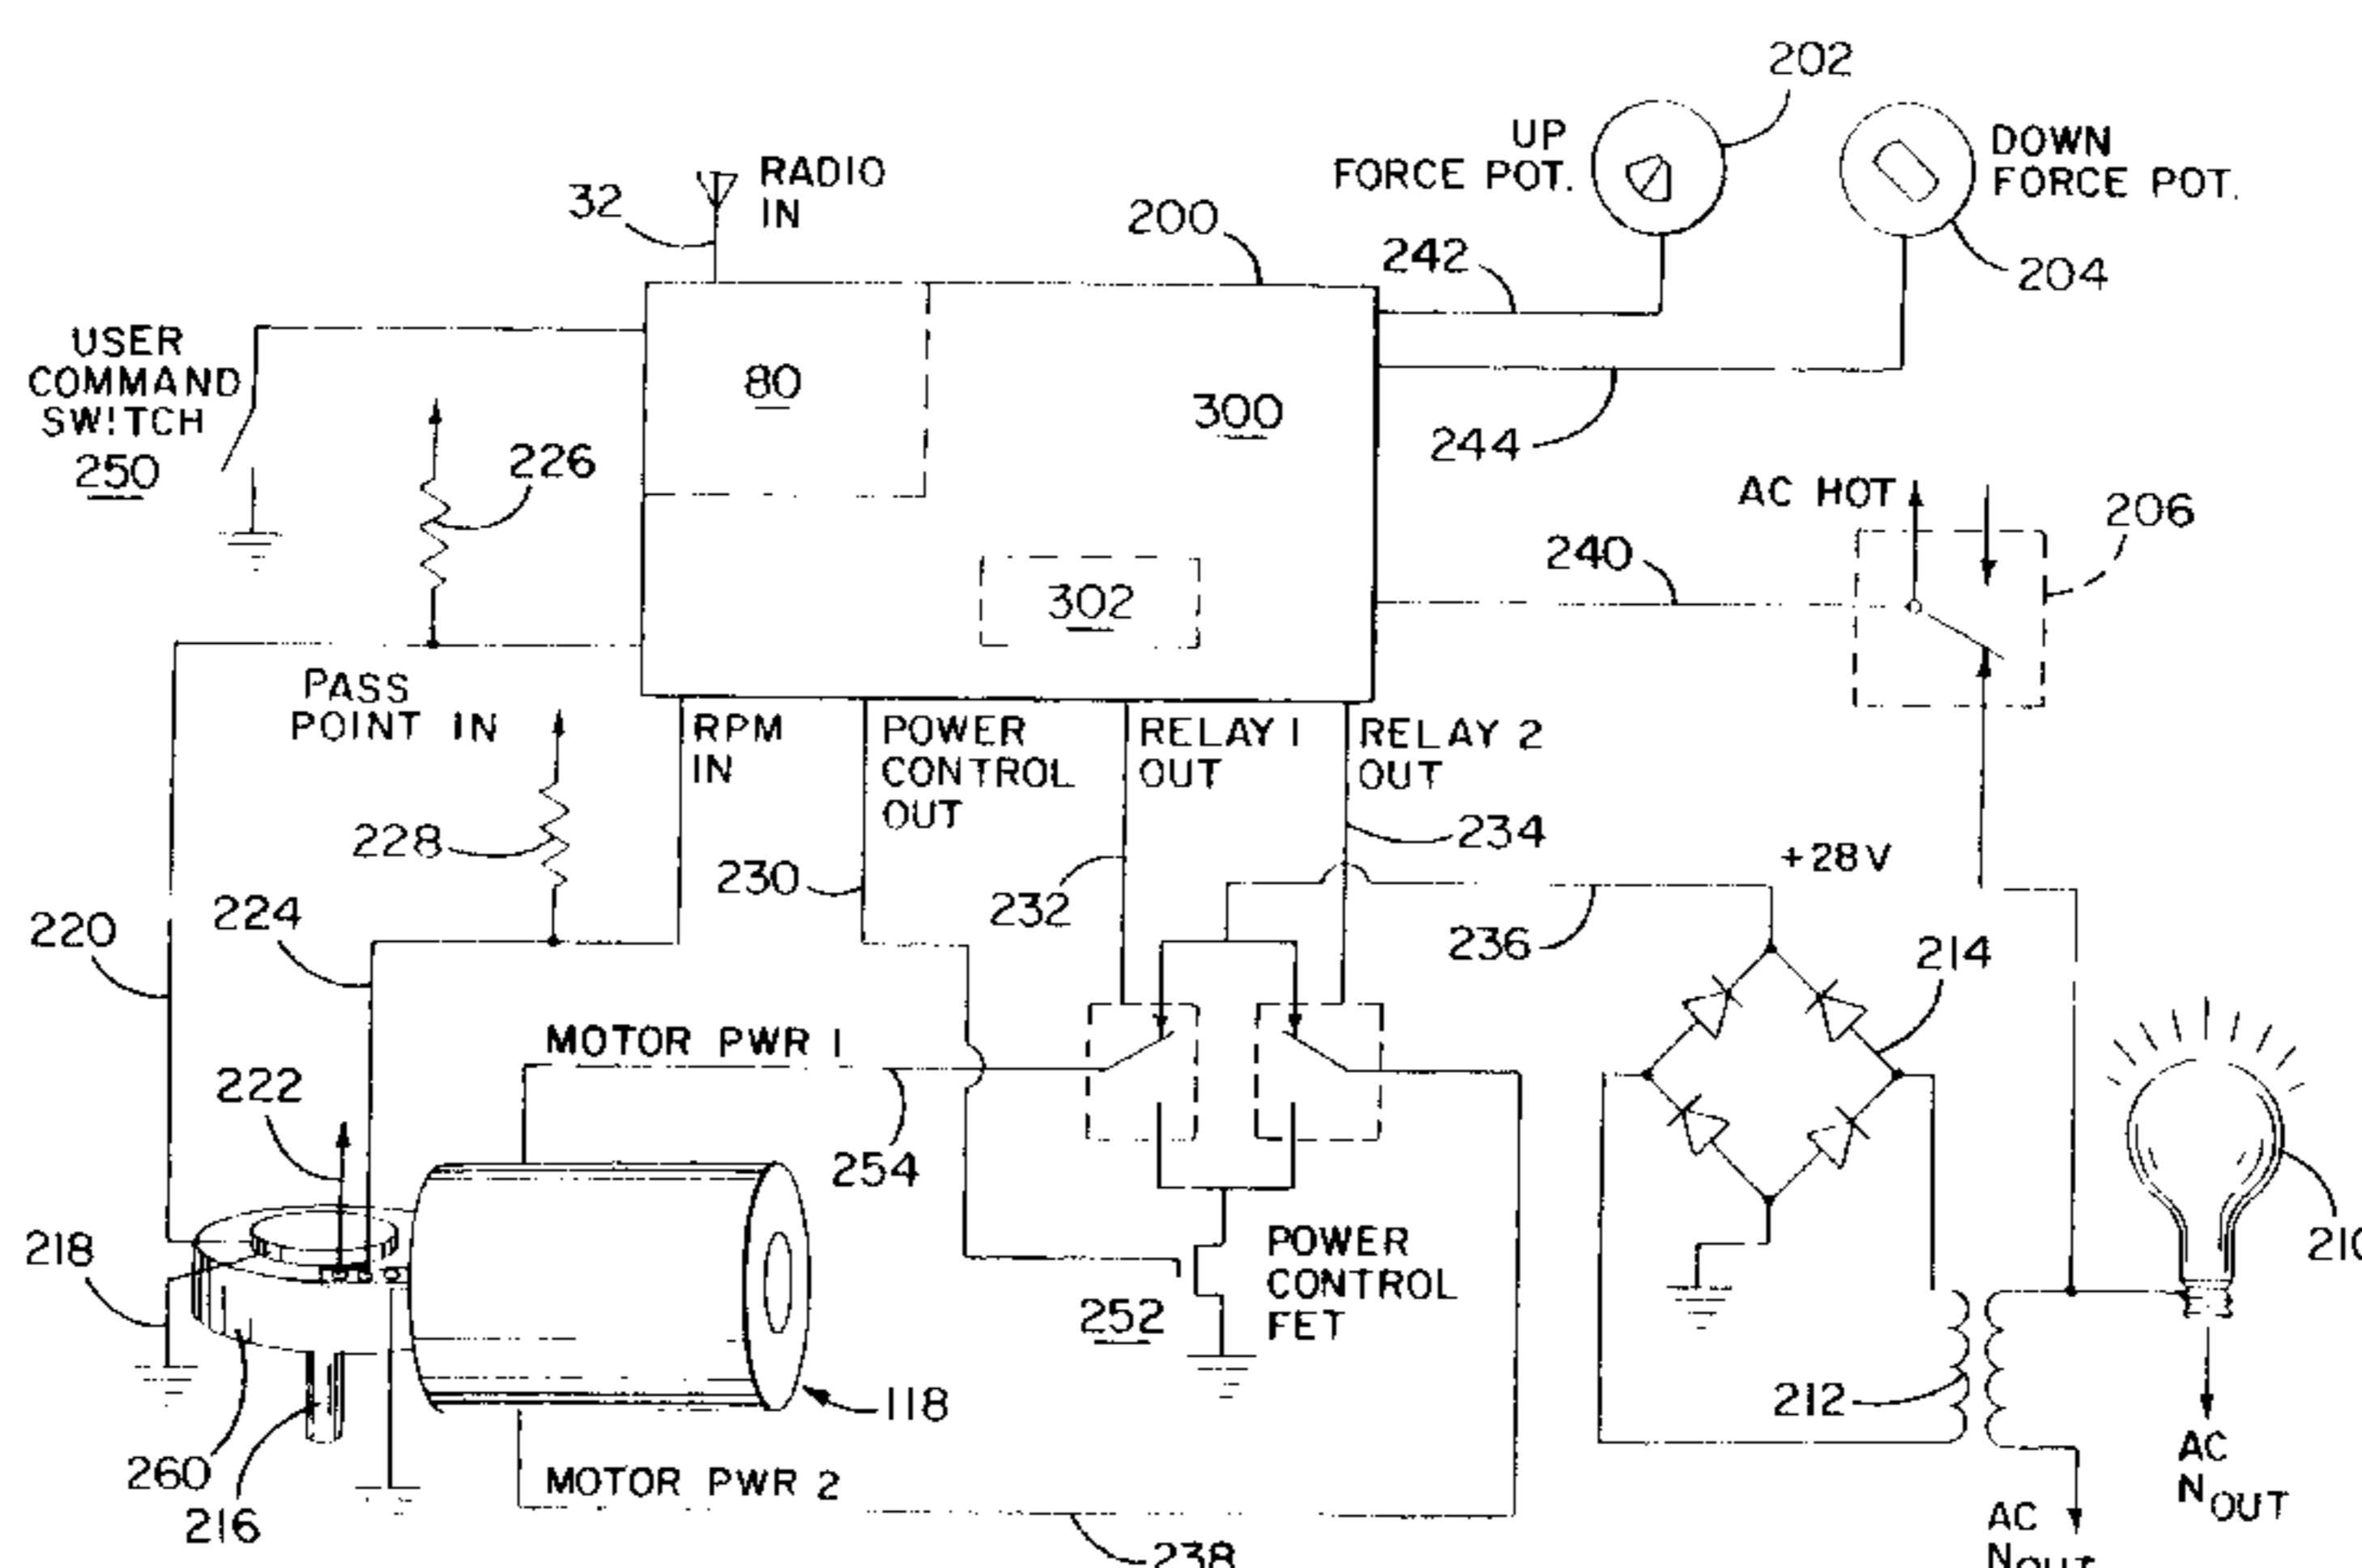 202
UP
FORCE POT.
DOWN
FORCE POT.
204
RADIO
IN
32
200
242
244
USER
COMMAND
SWITCH
250
80
300
302
226
AC HOT
206
240
PASS
POINT IN
RPM
IN
POWER
CONTROL
OUT
RELAY 1
OUT
RELAY 2
OUT
228
230
232
234
+28V
236
214
220
224
222
MOTOR PWR 1
254
218
POWER
CONTROL
FET
252
210
212
118
260
216
MOTOR PWR 2
238
AC
NOUT
AC
NOUT